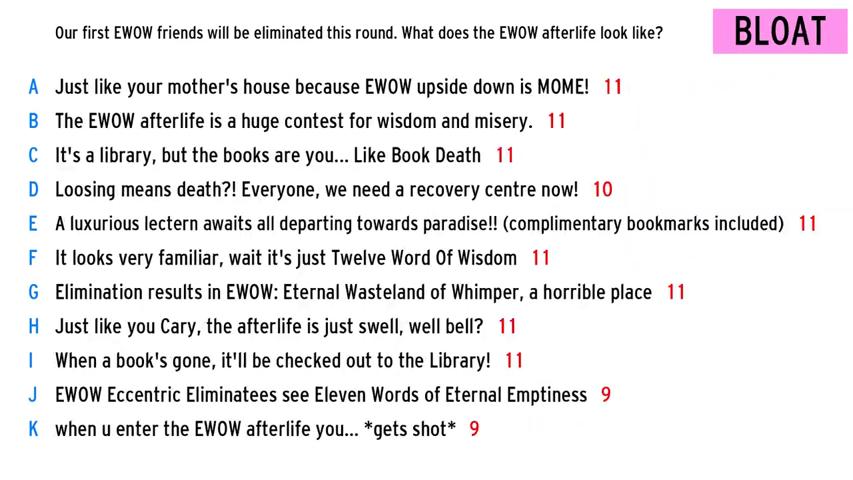 Our first EWOW friends will be eliminated this round. What does the EWOW afterlife look like?
BLOAT
A Just like your mother's house because EWOW upside down is MOME! 11
B The EWOW afterlife is a huge contest for wisdom and misery. 11
C It's a library, but the books are you... Like Book Death 11
D Loosing means death?! Everyone, we need a recovery centre now! 10
E A luxurious lectern awaits all departing towards paradise!! (complimentary bookmarks included) 11
F It looks very familiar, wait it's just Twelve Word Of Wisdom 11
G Elimination results in EWOW: Eternal Wasteland of Whimper, a horrible place 11
H Just like you Cary, the afterlife is just swell, well bell? 11
I When a book's gone, it'll be checked out to the Library! 11
J EWOW Eccentric Eliminatees see Eleven Words of Eternal Emptiness 9
K when u enter the EWOW afterlife you... *gets shot* 9